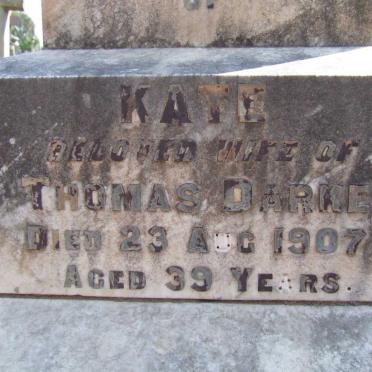 KATE
BELOVED WIFE OF
THOMAS DARKE
DIED 23 AUG 1907
AGED 39 YEARS.